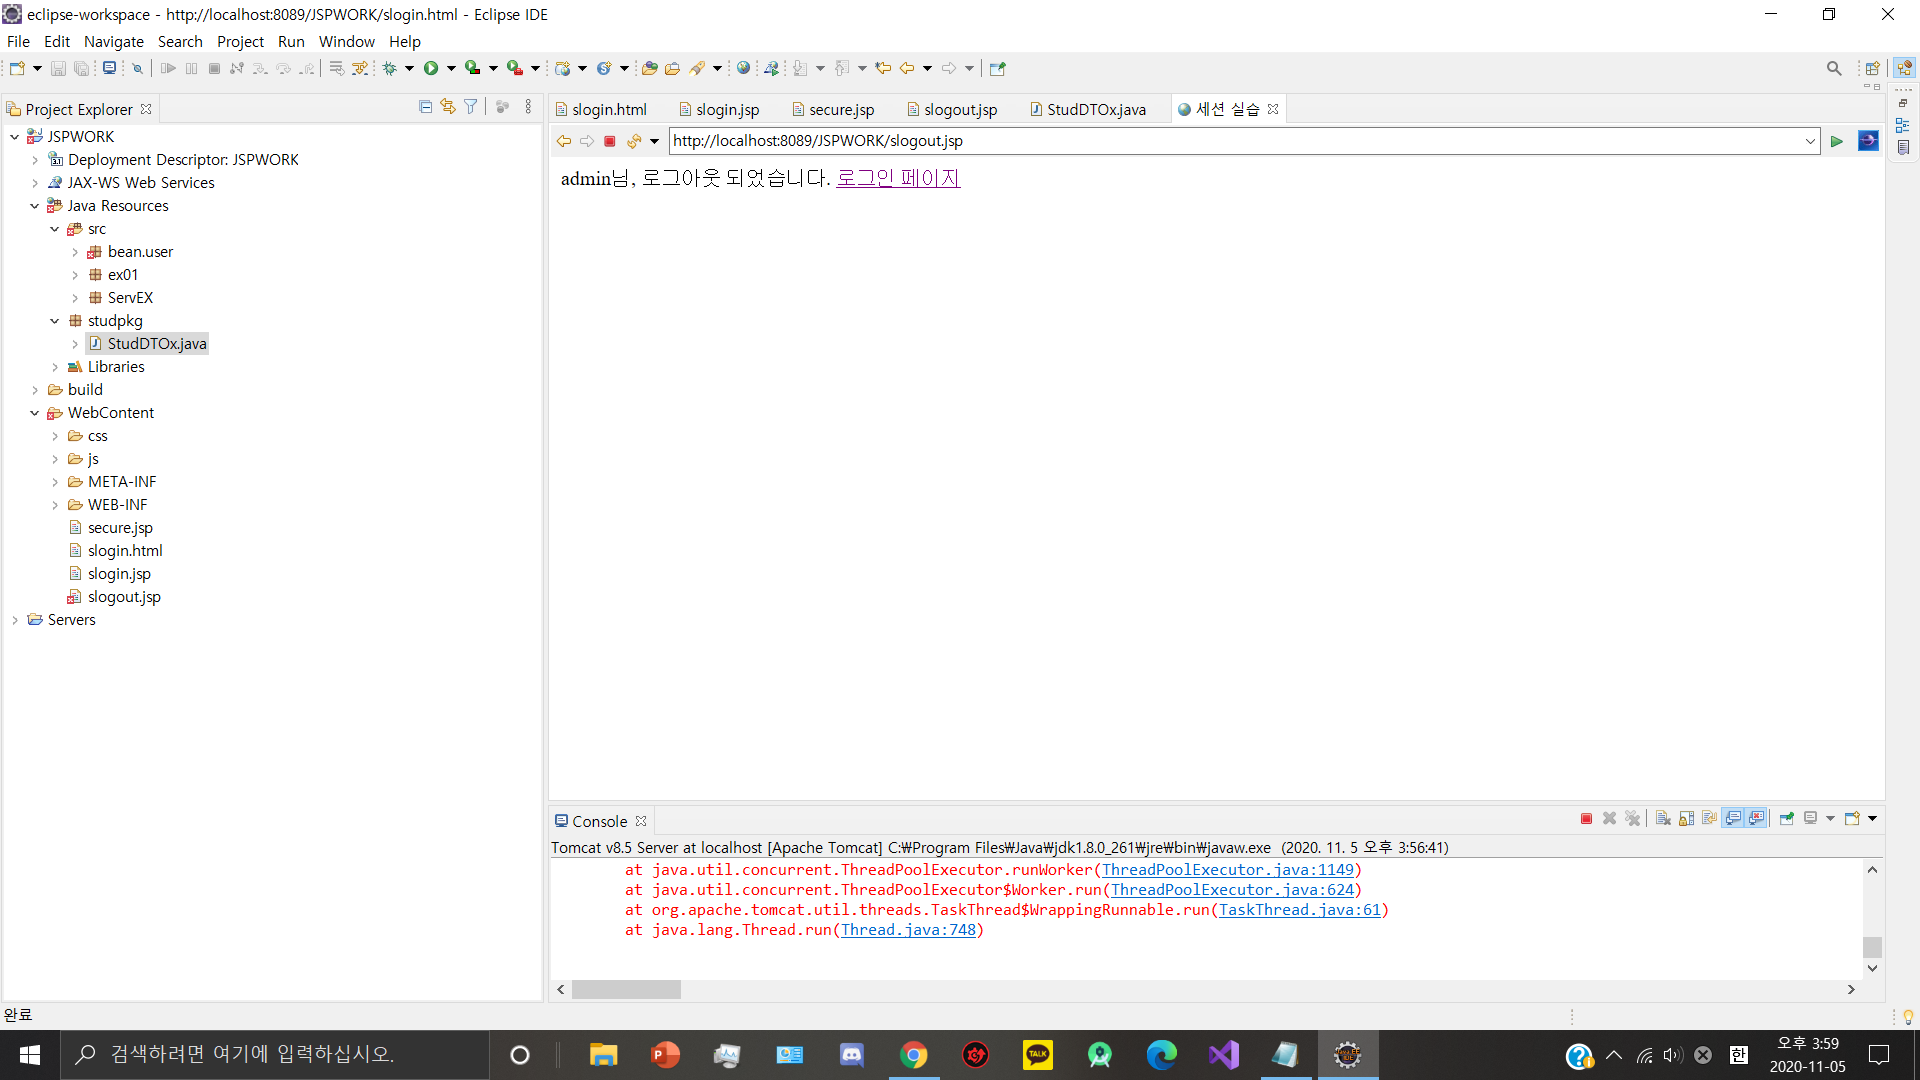 eclipse-workspace - http://localhost:8089/JSPWORK/slogin.html - Eclipse IDE
File Edit Navigate Search Project Run Window Help
Project Explorer
JSPWORK
Deployment Descriptor: JSPWORK
JAX-WS Web Services
Java Resources
src
bean.user
ex01
ServEX
studpkg
StudDTOx.java
Libraries
build
WebContent
css
js
META-INF
WEB-INF
secure.jsp
slogin.html
slogin.jsp
slogout.jsp
Servers
slogin.html slogin.jsp secure.jsp slogout.jsp StudDTOx.java 세션 실습
http://localhost:8089/JSPWORK/slogout.jsp
admin님, 로그아웃 되었습니다. 로그인 페이지
Console
Tomcat v8.5 Server at localhost [Apache Tomcat] C:₩Program Files₩Java₩jdk1.8.0_261₩jre₩bin₩javaw.exe (2020. 11. 5 오후 3:56:41)
at java.util.concurrent.ThreadPoolExecutor.runWorker(ThreadPoolExecutor.java:1149)
at java.util.concurrent.ThreadPoolExecutor$Worker.run(ThreadPoolExecutor.java:624)
at org.apache.tomcat.util.threads.TaskThread$WrappingRunnable.run(TaskThread.java:61)
at java.lang.Thread.run(Thread.java:748)
완료
검색하려면 여기에 입력하십시오.
TALK
한
오후 3:59
2020-11-05